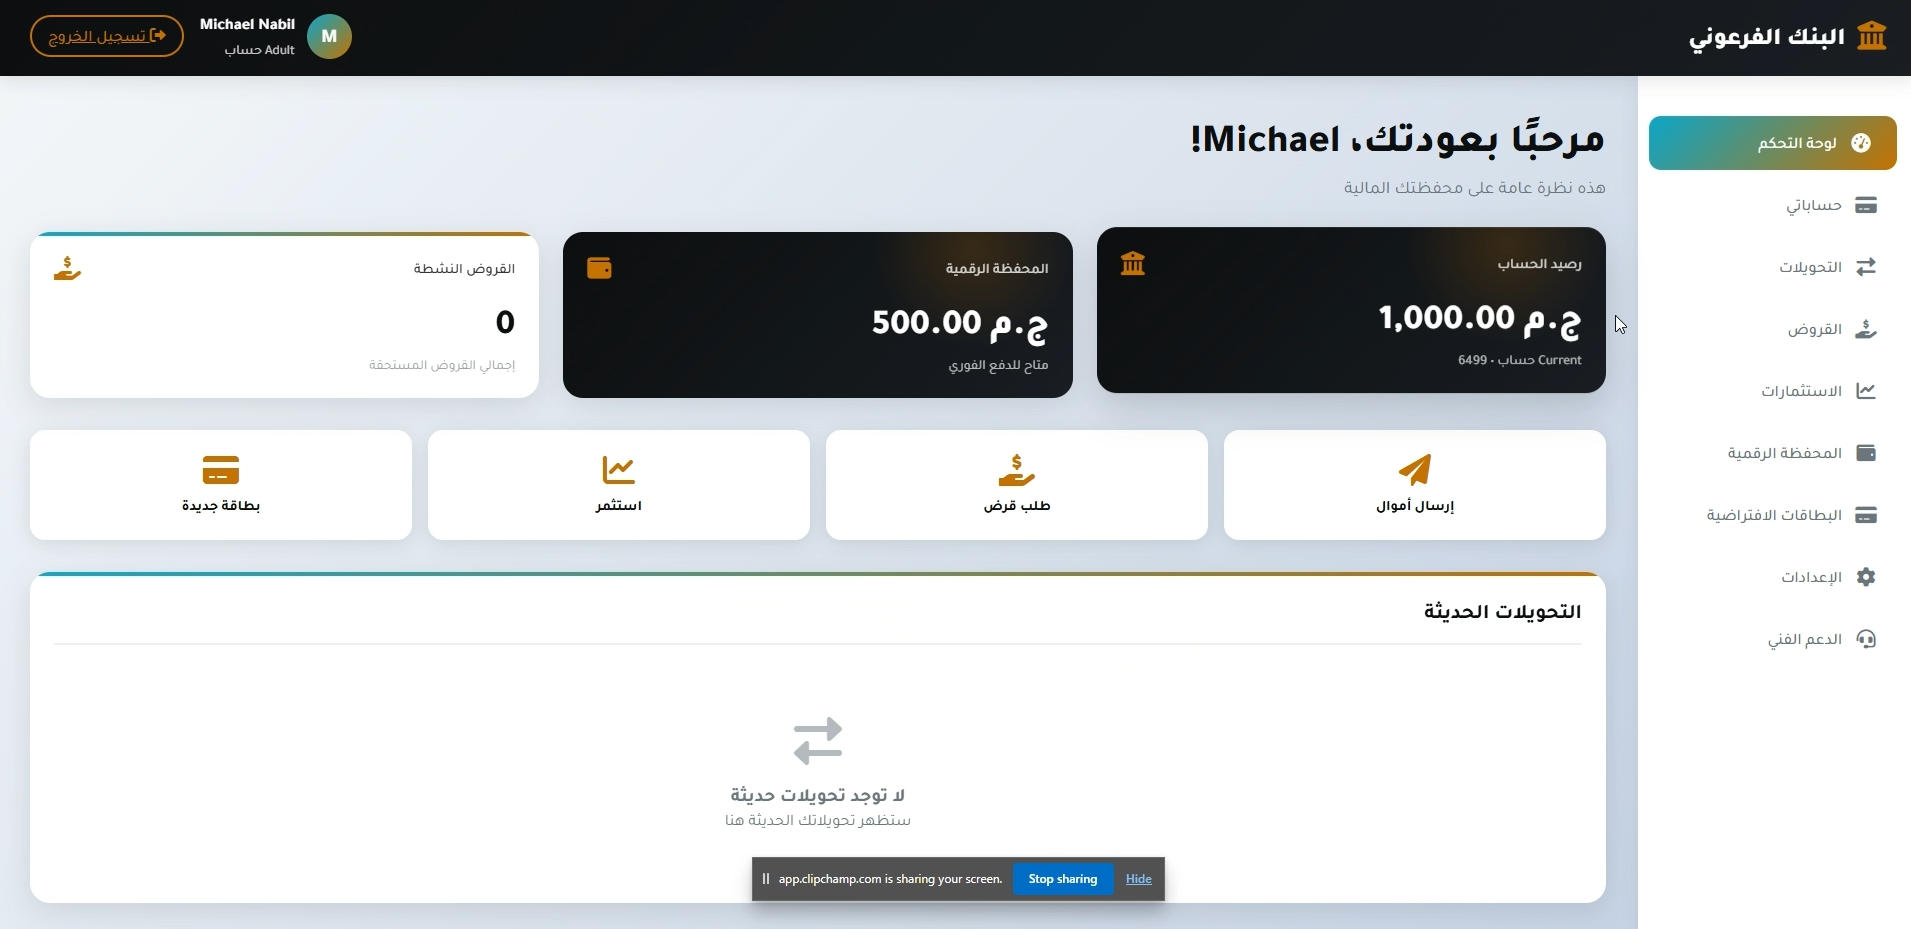 البنك الفرعوني
Michael Nabil
حساب Adult
M
تسجيل الخروج
لوحة التحكم
حساباتي
التحويلات
القروض
الاستثمارات
المحفظة الرقمية
البطاقات الافتراضية
الإعدادات
الدعم الفني
مرحبًا بعودتك، Michael!
هذه نظرة عامة على محفظتك المالية
رصيد الحساب
ج.م 1,000.00
Current حساب • 6499
المحفظة الرقمية
ج.م 500.00
متاح للدفع الفوري
القروض النشطة
0
إجمالي القروض المستحقة
إرسال أموال
طلب قرض
استثمر
بطاقة جديدة
التحويلات الحديثة
لا توجد تحويلات حديثة
ستظهر تحويلاتك الحديثة هنا
app.clipchamp.com is sharing your screen.
Stop sharing
Hide